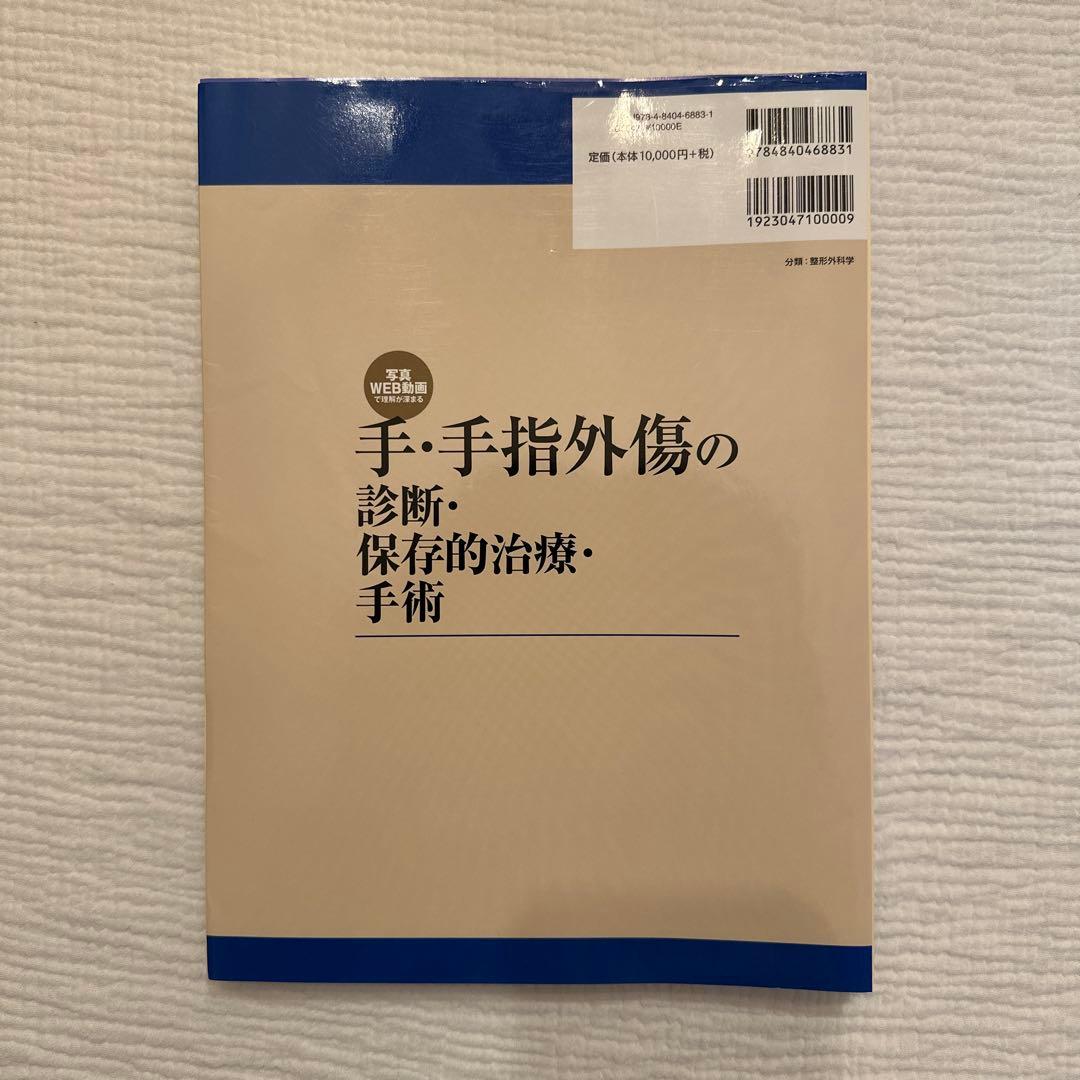 978-4-8404-6883-1
10000E
定価(本体10,000円+税)
9784840468831
1923047100009
分類:整形外科学
写真
WEB動画
で理解が深まる
手・手指外傷の
診断・
保存的治療・
手術